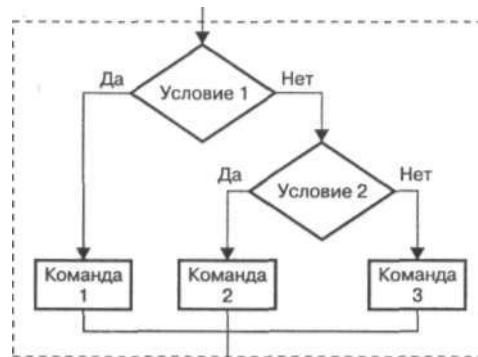 Да
Условие 1
Нет
Да
Условие 2
Нет
Команда
1
Команда
2
Команда
3